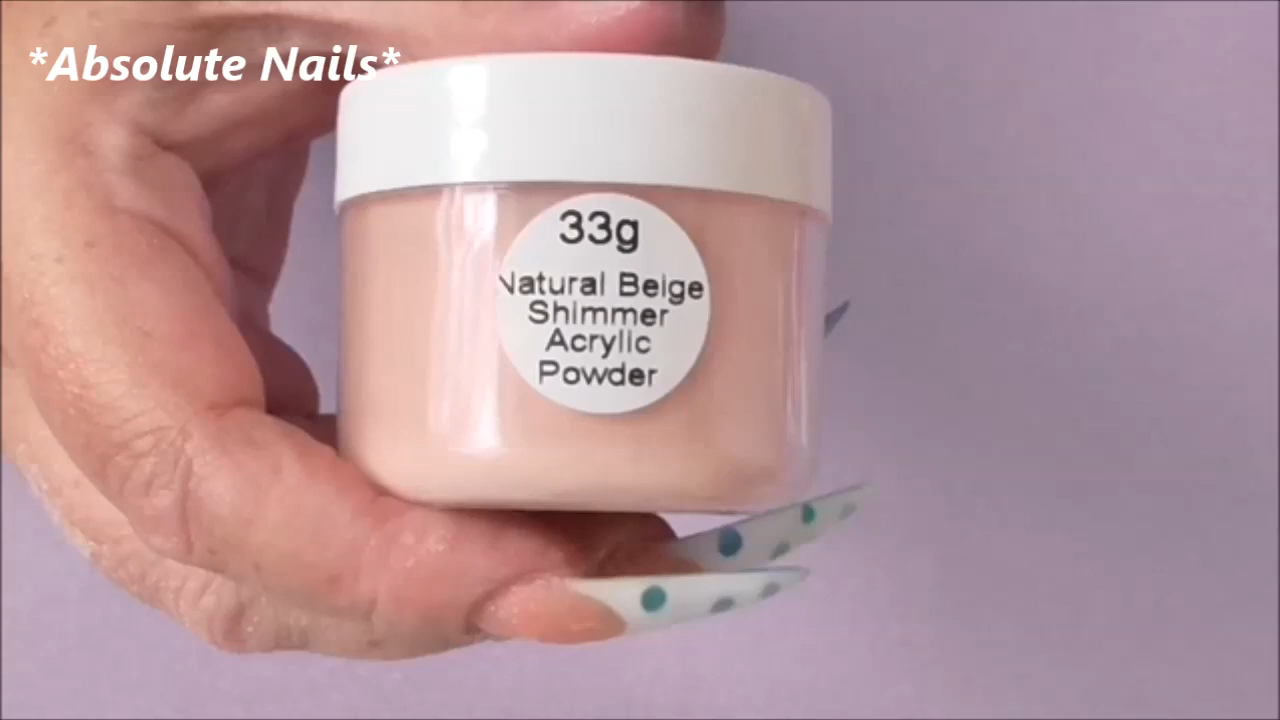 *Absolute Nails*
33g
Natural Beige
Shimmer
Acrylic
Powder